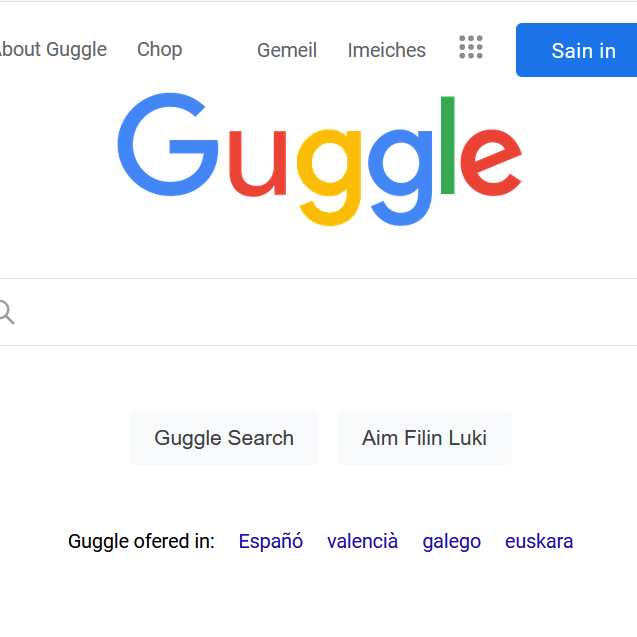 bout Guggle Chop Gemeil Imeiches Sain in
Guggle
Guggle Search Aim Filin Luki
Guggle ofered in: Españó valencià galego euskara